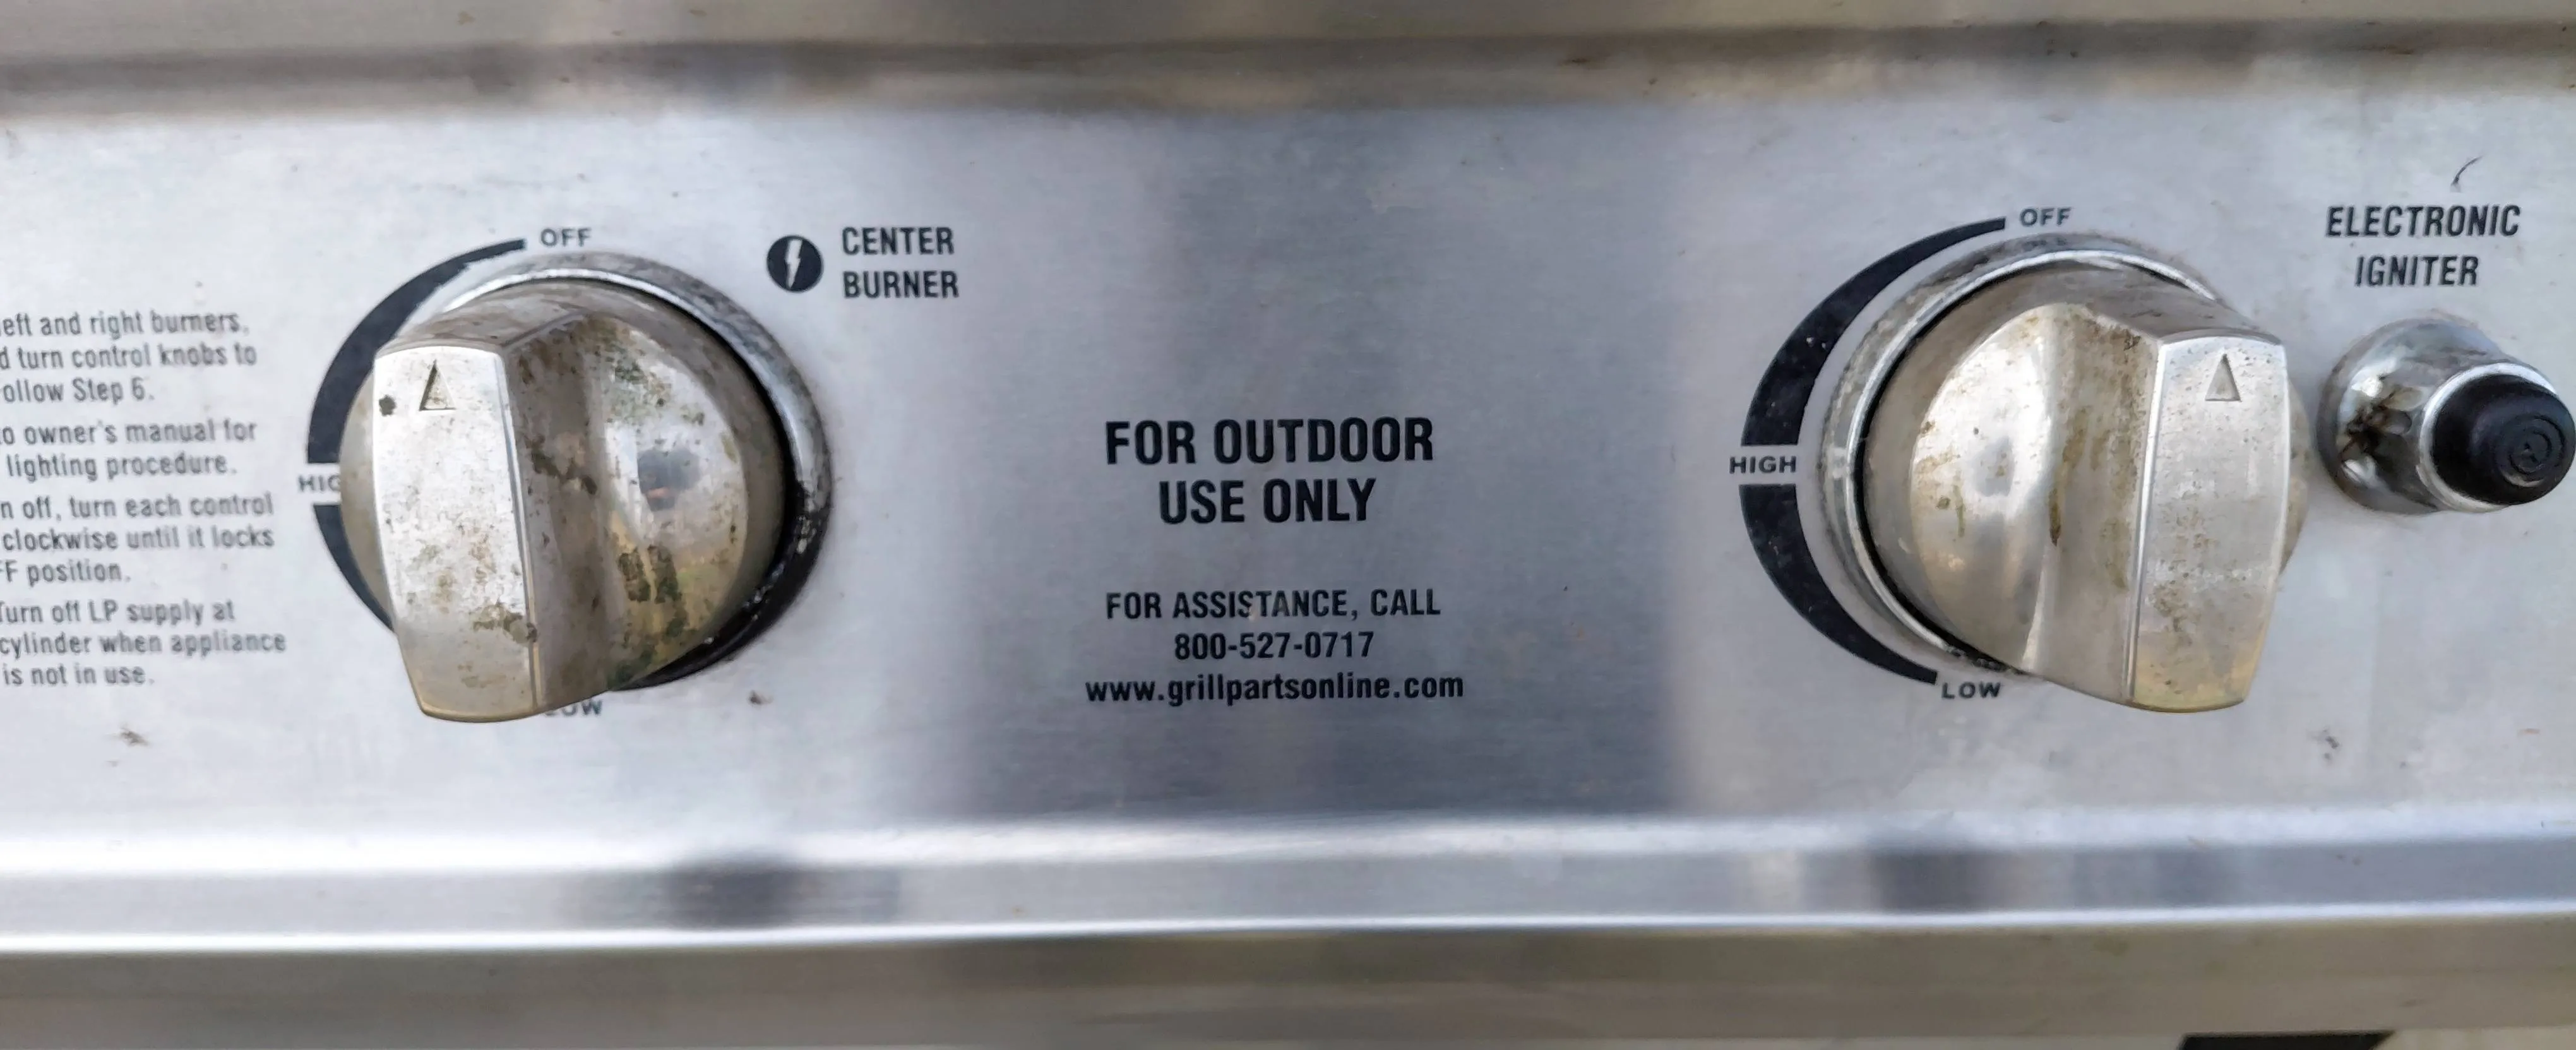 left and right burners,
turn control knobs to
Follow Step 6.
owner's manual for
lighting procedure.
off, turn each control
clockwise until it locks
position.
Turn off LP supply at
cylinder when appliance
is not in use.
OFF
HIG
CENTER
BURNER
FOR OUTDOOR
USE ONLY
FOR ASSISTANCE, CALL
800-527-0717
www.grillpartsonline.com
OFF
HIGH
LOW
ELECTRONIC
IGNITER